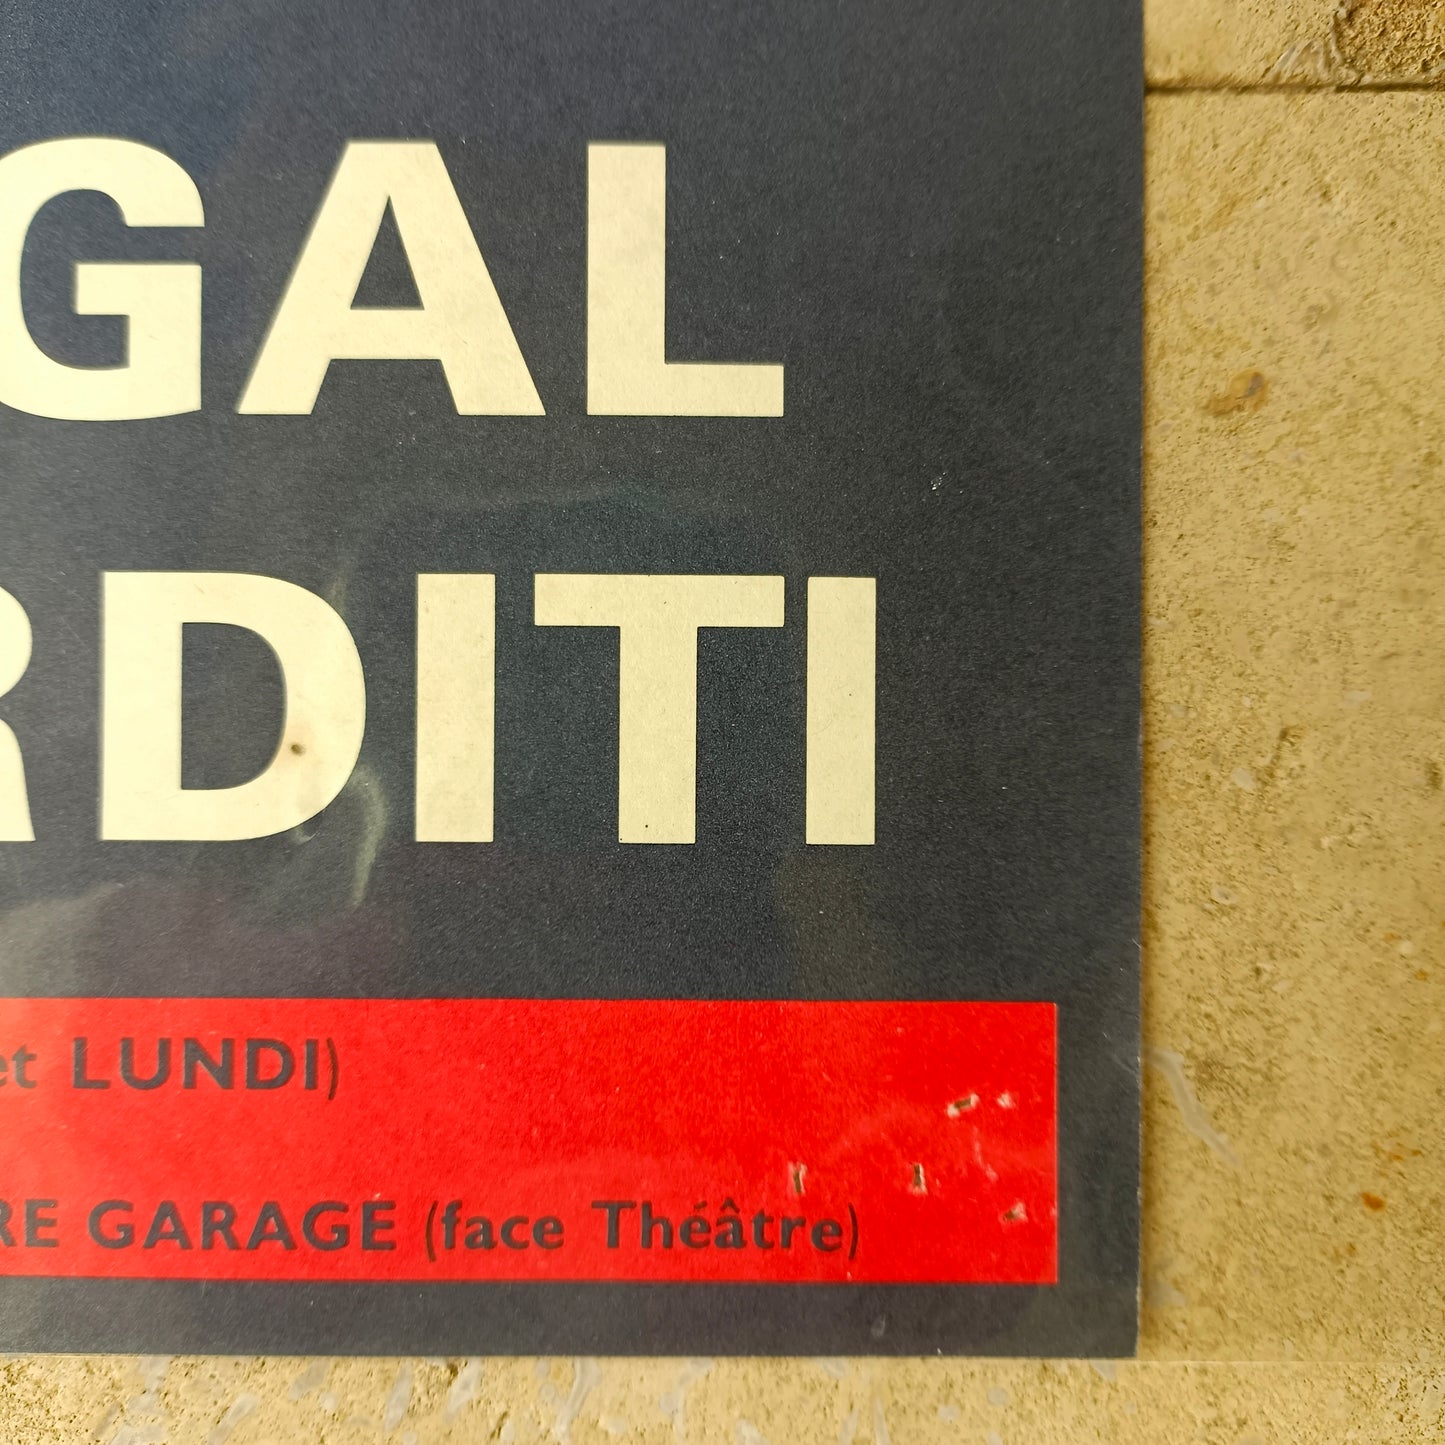 GAL
RDITI
et LUNDI)
RE GARAGE (face Théâtre)